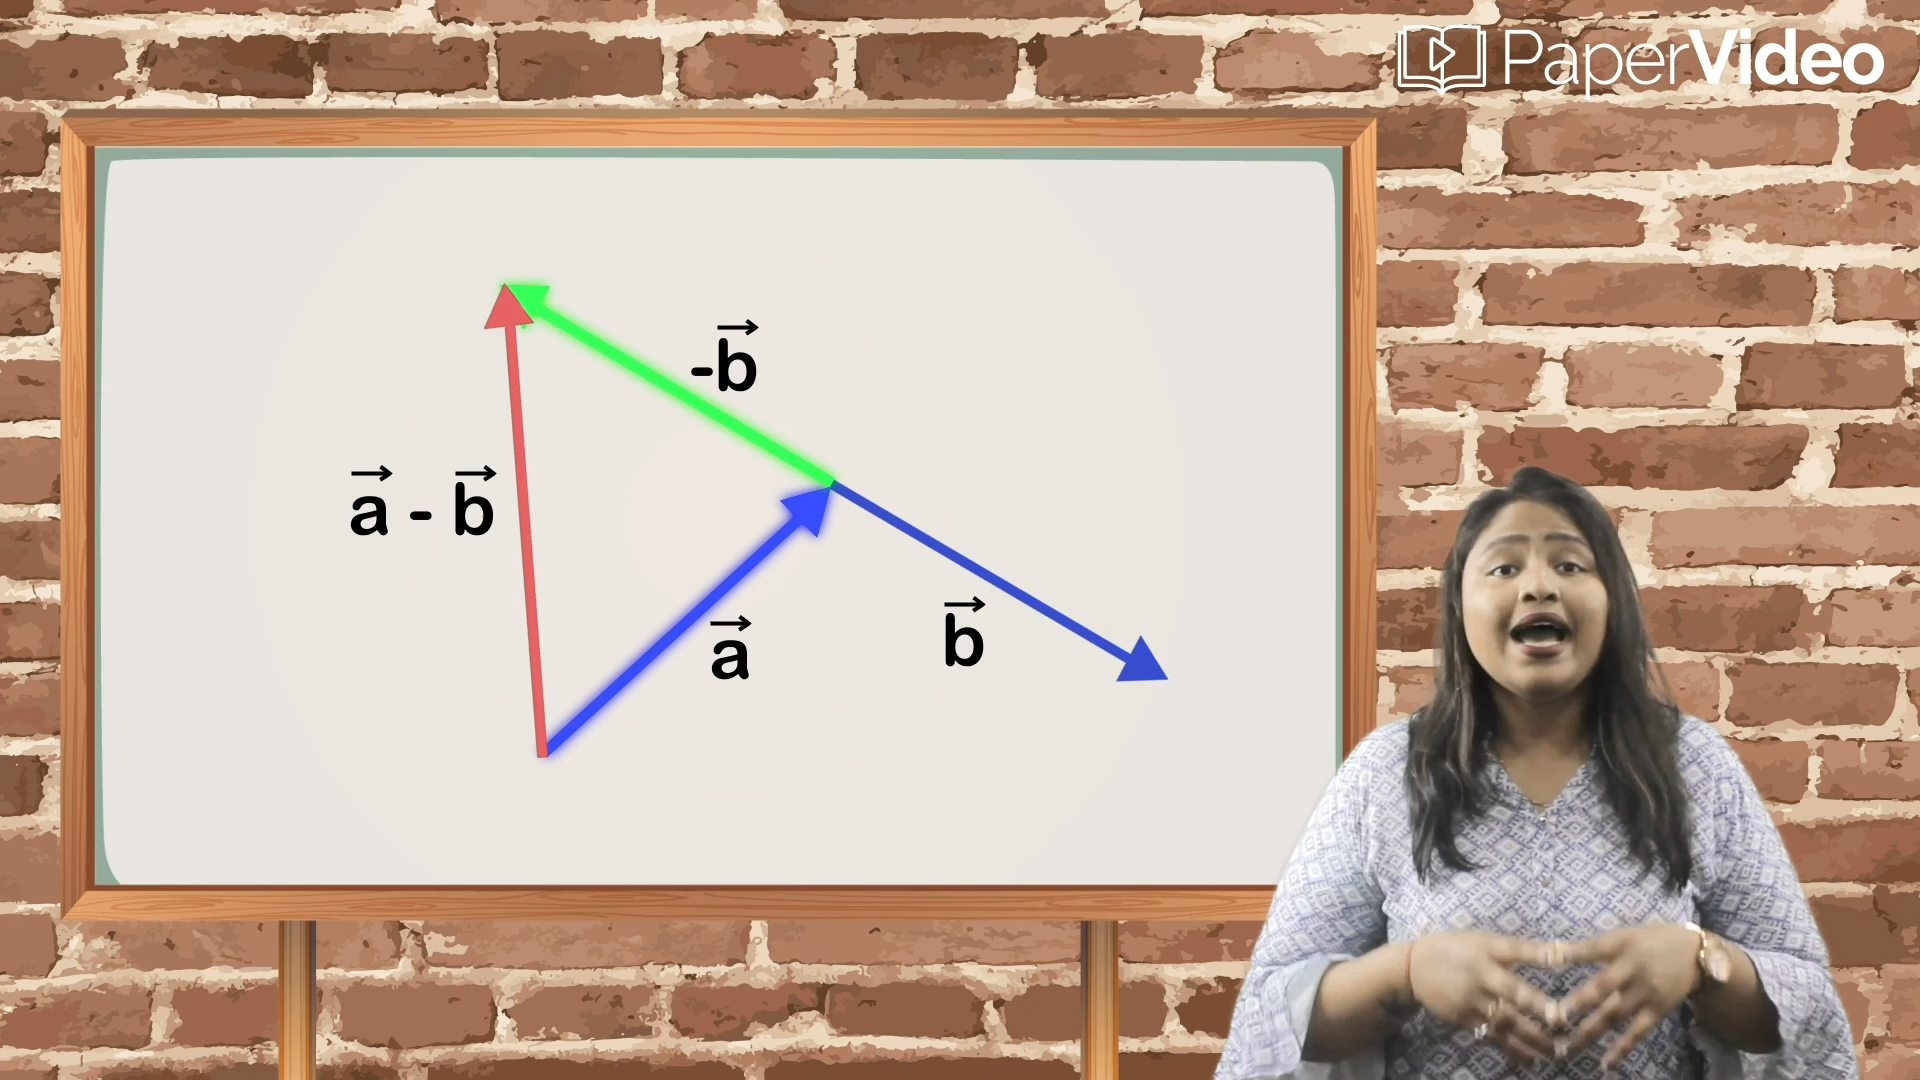 PaperVideo
-b⃗
a⃗ - b⃗
a⃗
b⃗